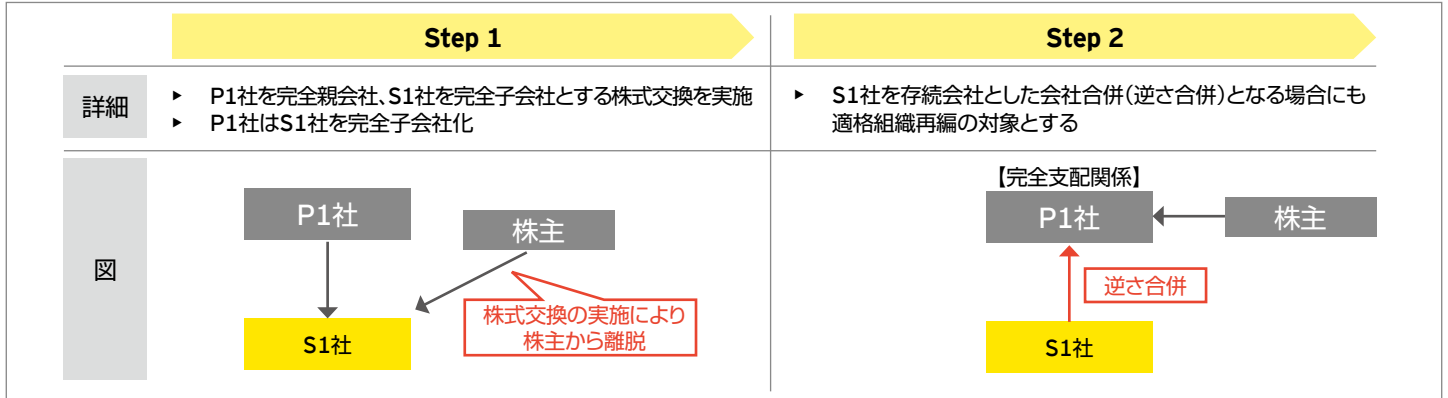 Step 1
Step 2
詳細
▶ P1社を完全親会社、S1社を完全子会社とする株式交換を実施
▶ P1社はS1社を完全子会社化
▶ S1社を存続会社とした会社合併(逆さ合併)となる場合にも
適格組織再編の対象とする
図
P1社
株主
株式交換の実施により
株主から離脱
S1社
【完全支配関係】
P1社
株主
逆さ合併
S1社